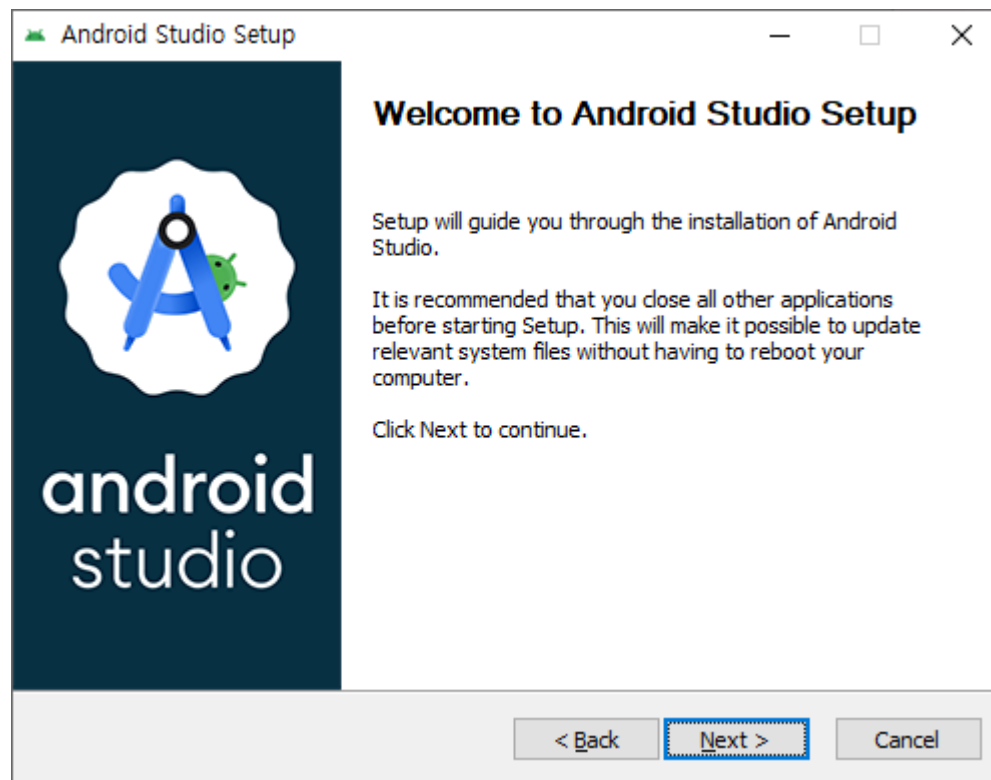 Android Studio Setup
Welcome to Android Studio Setup
Setup will guide you through the installation of Android
Studio.
It is recommended that you close all other applications
before starting Setup. This will make it possible to update
relevant system files without having to reboot your
computer.
Click Next to continue.
android
studio
< Back
Next >
Cancel